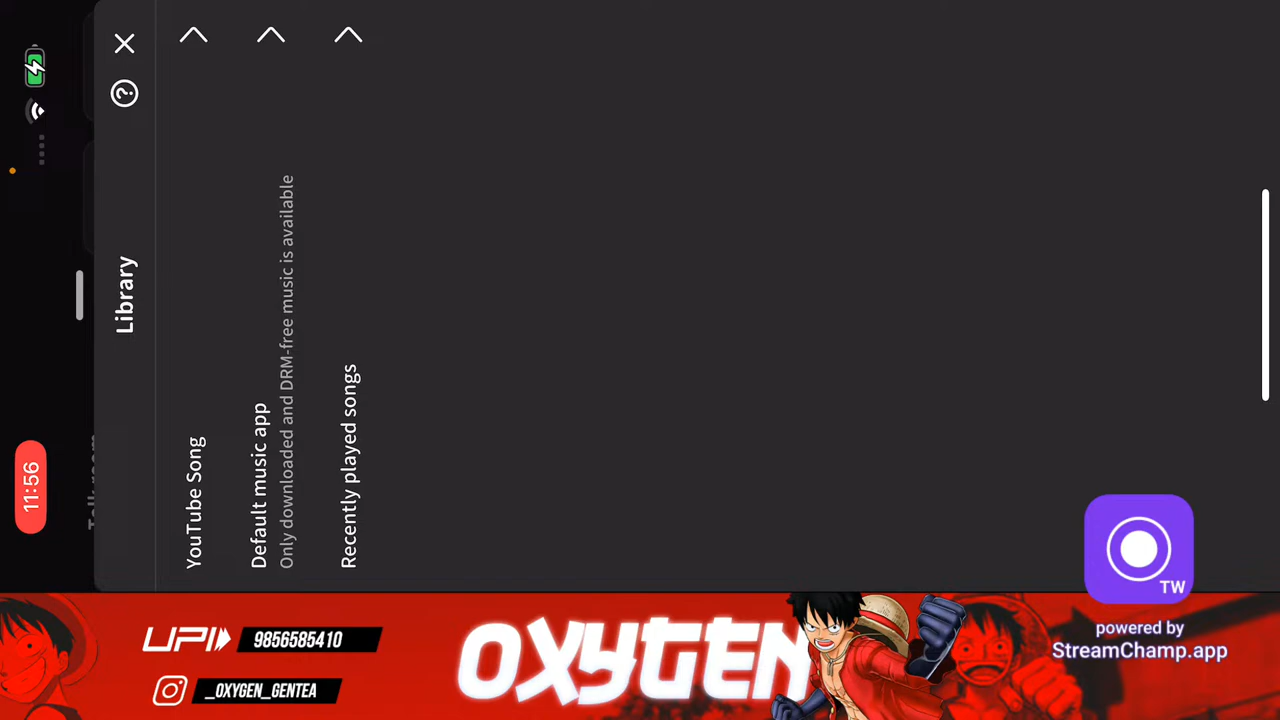 11:56
Library
YouTube Song
Default music app
Only downloaded and DRM-free music is available
Recently played songs
TW
powered by
StreamChamp.app
UPI
9856585410
_OXYGEN_GENTEA
OXYGEN